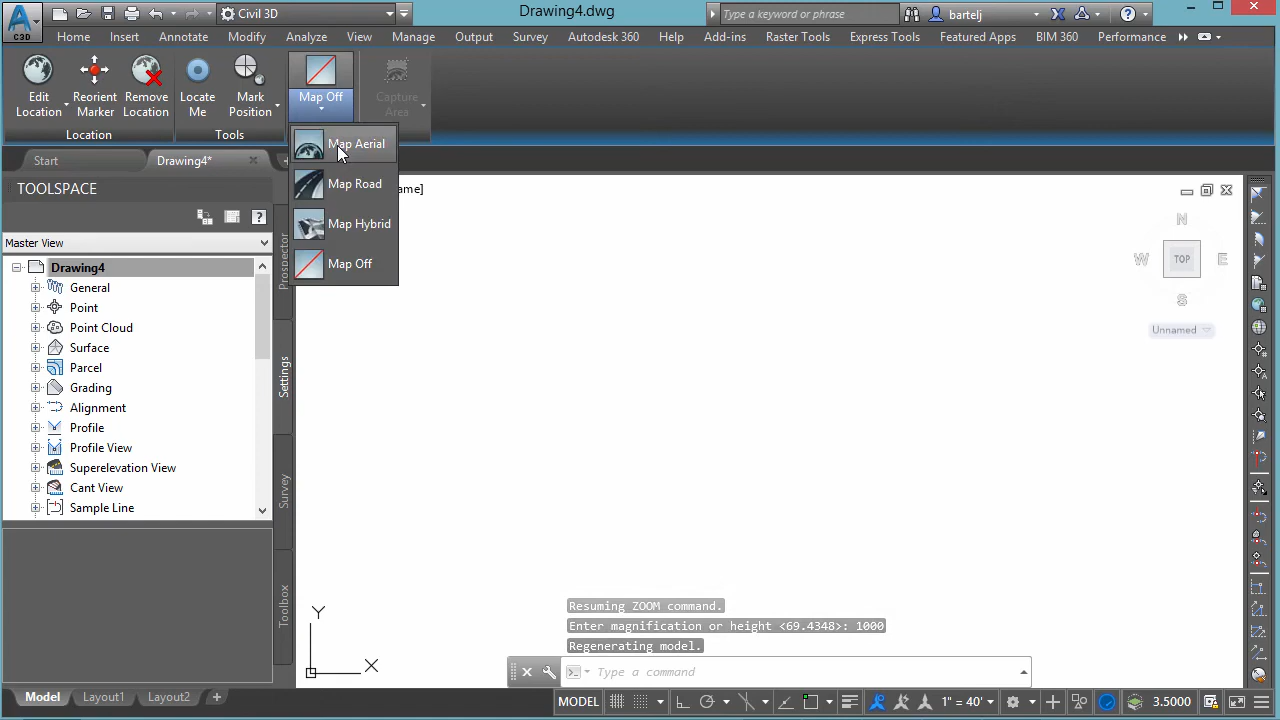 Civil 3D
Drawing4.dwg
Type a keyword or phrase
bartelj
C3D
Home Insert Annotate Modify Analyze View Manage Output Survey Autodesk 360 Help Add-ins Raster Tools Express Tools Featured Apps BIM 360 Performance
Edit Location
Reorient Marker
Remove Location
Locate Me
Mark Position
Map Off
Capture Area
Location
Tools
Map Aerial
Map Road
Map Hybrid
Map Off
Start
Drawing4*
TOOLSPACE
ame]
Master View
Drawing4
General
Point
Point Cloud
Surface
Parcel
Grading
Alignment
Profile
Profile View
Superelevation View
Cant View
Sample Line
Prospector
Settings
Survey
Toolbox
N
W TOP E
S
Unnamed
Y
X
Resuming ZOOM command.
Enter magnification or height <69.4348>: 1000
Regenerating model.
Type a command
Model Layout1 Layout2 +
MODEL
1" = 40'
3.5000